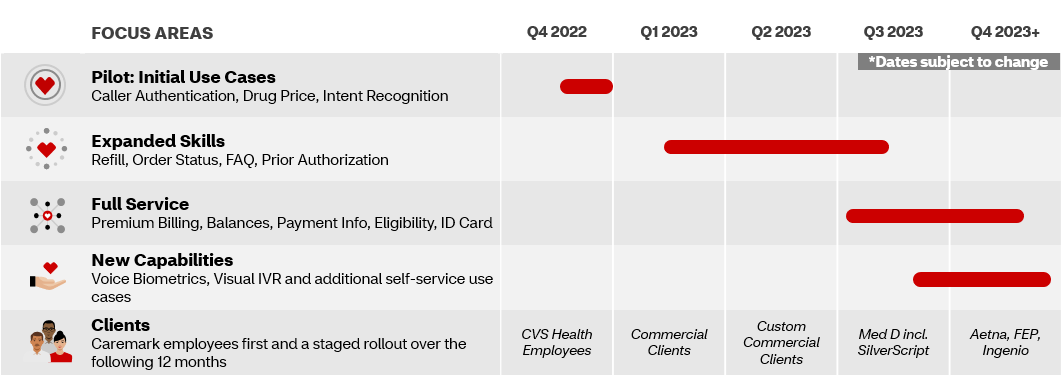 FOCUS AREAS
Q4 2022
Q1 2023
Q2 2023
Q3 2023
Q4 2023+
*Dates subject to change
Pilot: Initial Use Cases
Caller Authentication, Drug Price, Intent Recognition
Expanded Skills
Refill, Order Status, FAQ, Prior Authorization
Full Service
Premium Billing, Balances, Payment Info, Eligibility, ID Card
New Capabilities
Voice Biometrics, Visual IVR and additional self-service use
cases
Clients
Caremark employees first and a staged rollout over the
following 12 months
CVS Health
Employees
Commercial
Clients
Custom
Commercial
Clients
Med D incl.
SilverScript
Aetna, FEP,
Ingenio